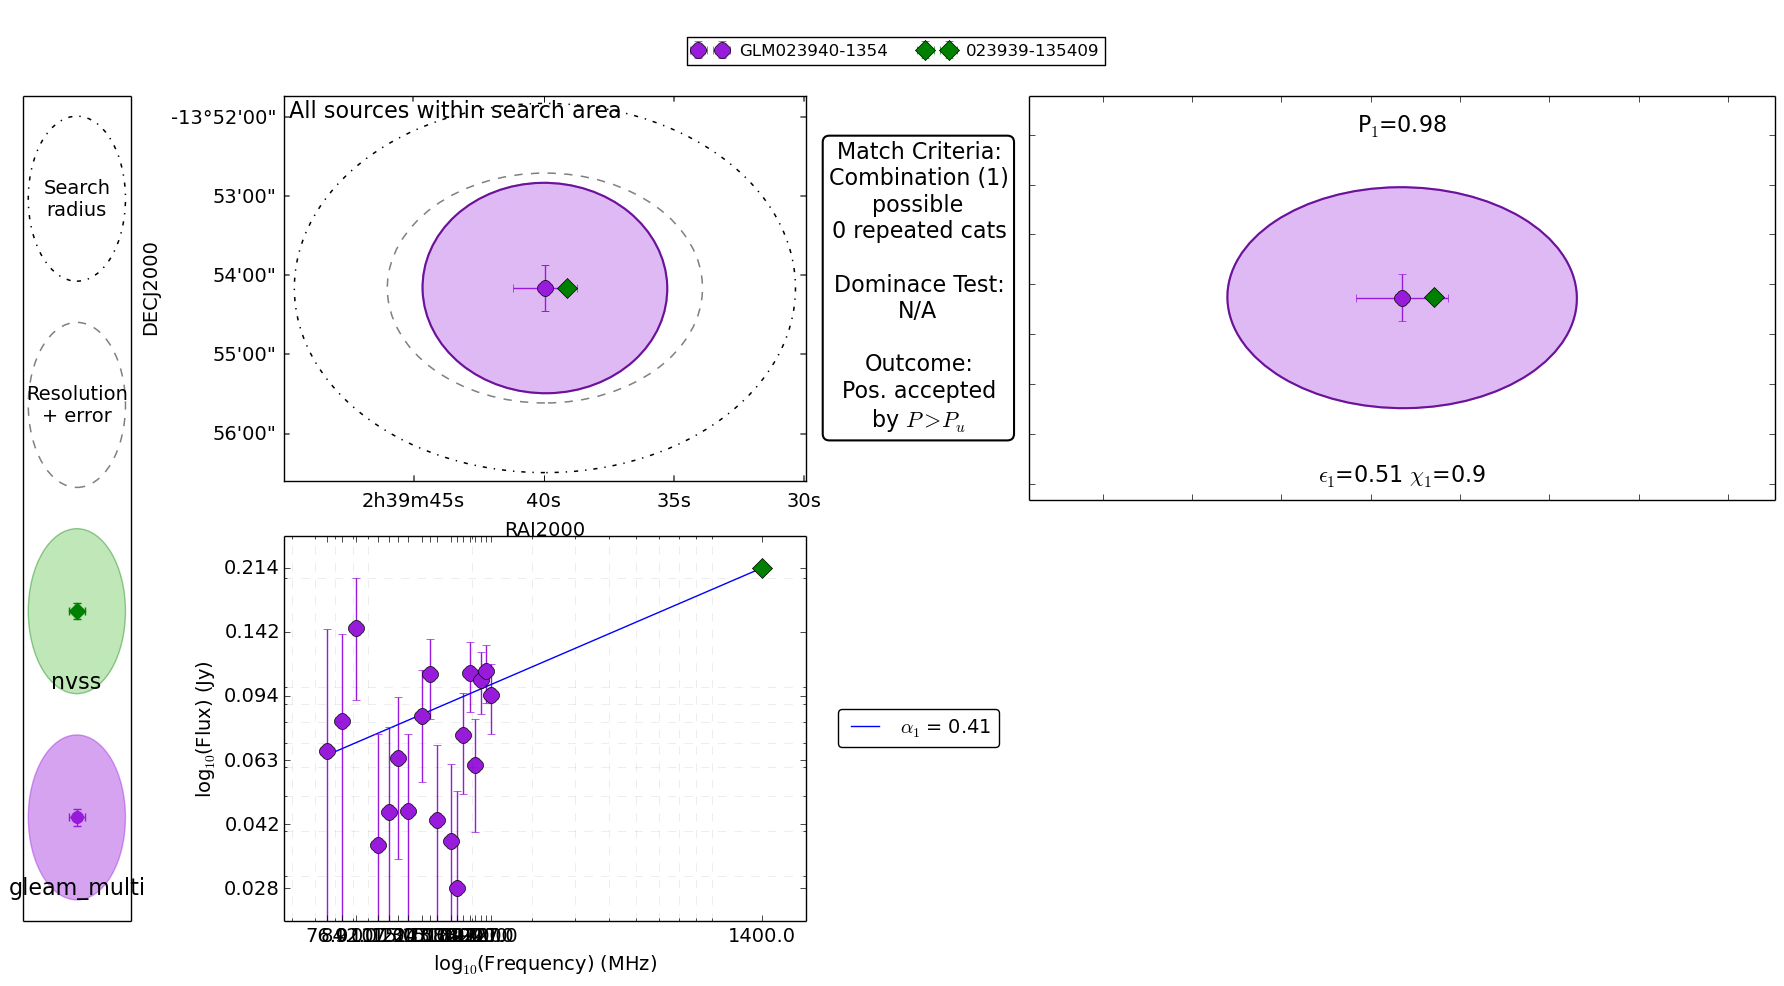 GLM023940-1354 023939-135409
Search
radius
Resolution
+ error
nvss
gleam_multi
All sources within search area
-13°52'00"
53'00"
54'00"
55'00"
56'00"
DECJ2000
2h39m45s 40s 35s 30s
RAJ2000
Match Criteria:
Combination (1)
possible
0 repeated cats
Dominace Test:
N/A
Outcome:
Pos. accepted
by P>Pu
P1=0.98
ϵ1=0.51 χ1=0.9
0.214
0.142
0.094
0.063
0.042
0.028
log10(Flux) (Jy)
1400.0
log10(Frequency) (MHz)
α1 = 0.41